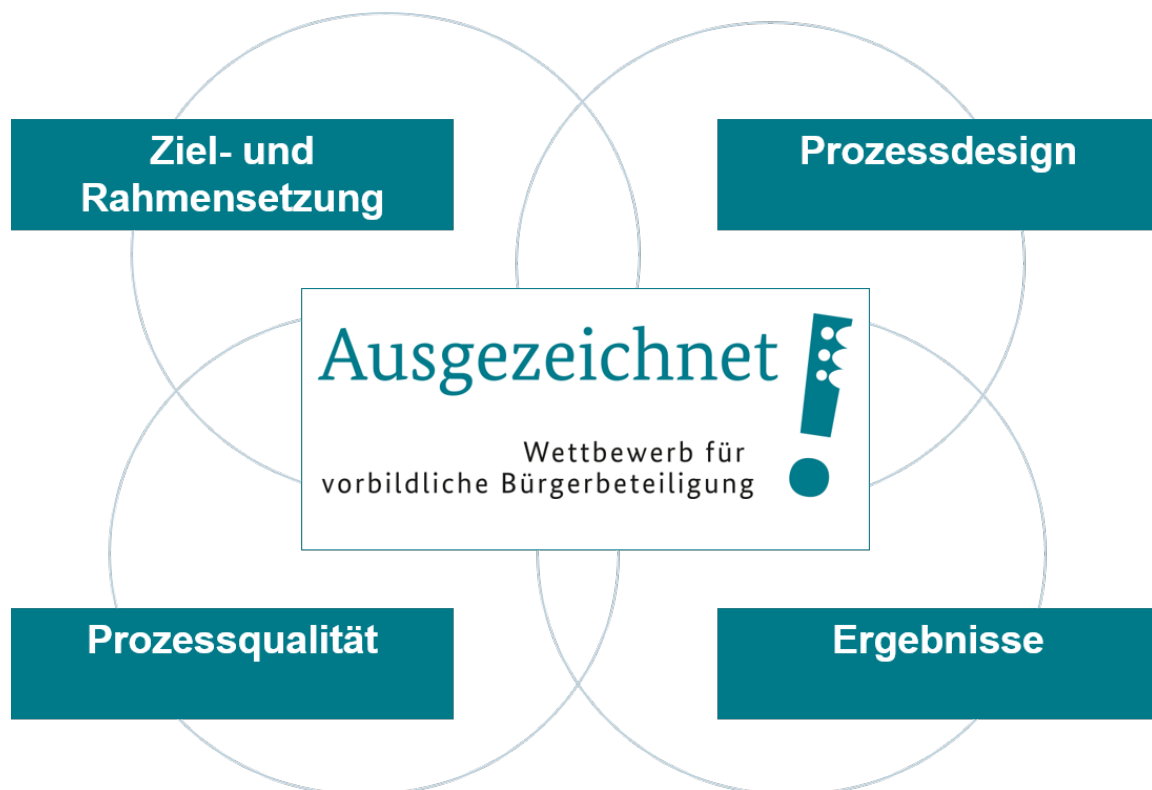 Ziel- und
Rahmensetzung
Prozessdesign
Ausgezeichnet!
Wettbewerb für
vorbildliche Bürgerbeteiligung
Prozessqualität
Ergebnisse